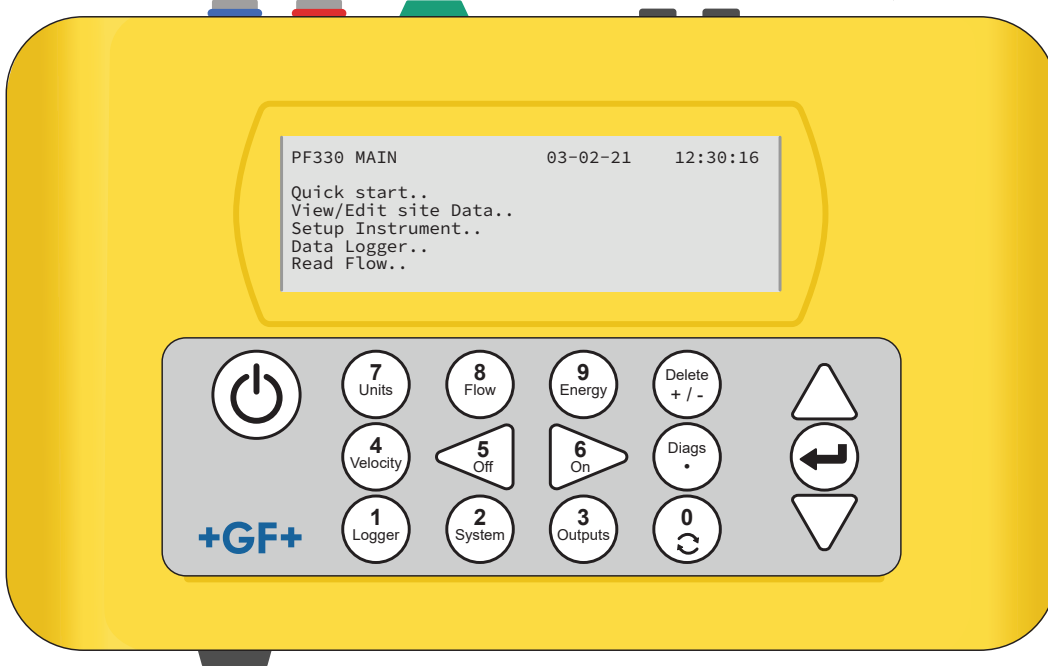 PF330 MAIN 03-02-21 12:30:16
Quick start..
View/Edit site Data..
Setup Instrument..
Data Logger..
Read Flow..
7 8 9 Delete
Units Flow Energy + / -
4 5 6 Diags
Velocity Off On .
1 2 3 0
Logger System Outputs
+GF+